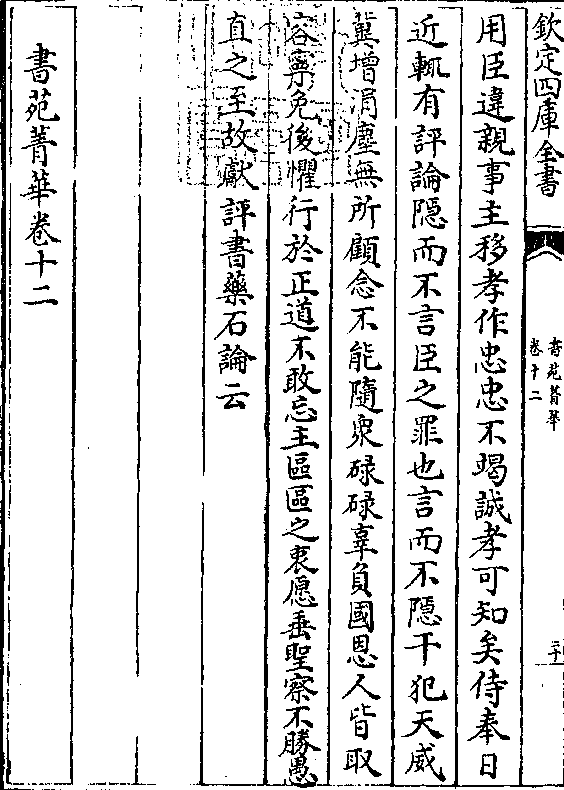 欽定四庫全書
書苑菁華
卷十二
二十
用臣違親事主移孝作忠忠不竭誠孝可知矣侍奉日
近輒有評論隠而不言臣之罪也言而不隠干犯天威
冀增涓塵無所顧念不能隨衆碌碌辜負國恩人皆取
容寧免後懼行於正道不敢忘主區區之衷愿垂聖察不勝愚
直之至故獻評書藥石論云
書苑菁華卷十二